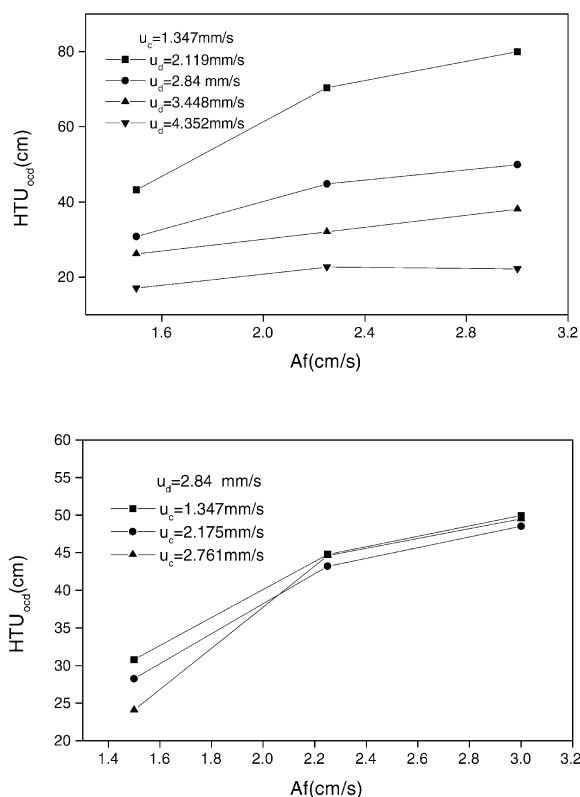 80
60
40
20
HTU_ocd(cm)
u_c=1.347mm/s
u_d=2.119mm/s
u_d=2.84 mm/s
u_d=3.448mm/s
u_d=4.352mm/s
1.6 2.0 2.4 2.8 3.2
Af(cm/s)
60
55
50
45
40
35
30
25
20
HTU_ocd(cm)
u_d=2.84 mm/s
u_c=1.347mm/s
u_c=2.175mm/s
u_c=2.761mm/s
1.4 1.6 1.8 2.0 2.2 2.4 2.6 2.8 3.0 3.2
Af(cm/s)